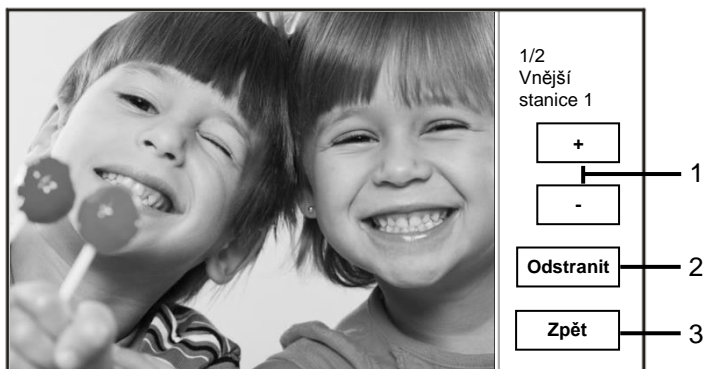 1/2
Vnější
stanice 1
+
1
-
Odstranit
2
Zpět
3